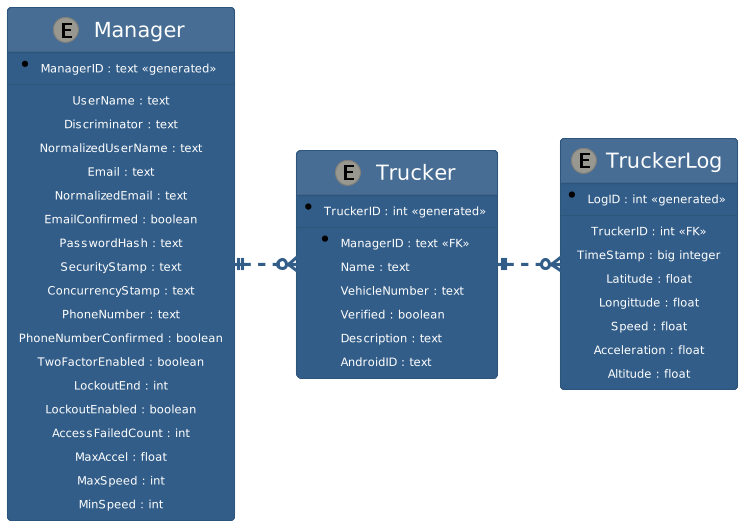 E Manager
ManagerID : text «generated»
UserName : text
Discriminator : text
NormalizedUserName : text
Email : text
NormalizedEmail : text
EmailConfirmed : boolean
PasswordHash : text
SecurityStamp : text
ConcurrencyStamp : text
PhoneNumber : text
PhoneNumberConfirmed : boolean
TwoFactorEnabled : boolean
LockoutEnd : int
LockoutEnabled : boolean
AccessFailedCount : int
MaxAccel : float
MaxSpeed : int
MinSpeed : int
E Trucker
TruckerID : int «generated»
ManagerID : text «FK»
Name : text
VehicleNumber : text
Verified : boolean
Description : text
AndroidID : text
E TruckerLog
LogID : int «generated»
TruckerID : int «FK»
TimeStamp : big integer
Latitude : float
Longittude : float
Speed : float
Acceleration : float
Altitude : float